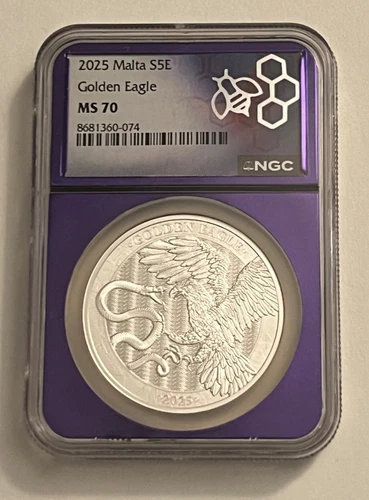 2025 Malta S5E
Golden Eagle
MS 70
8681360-074
NGC
GOLDEN EAGLE
2025